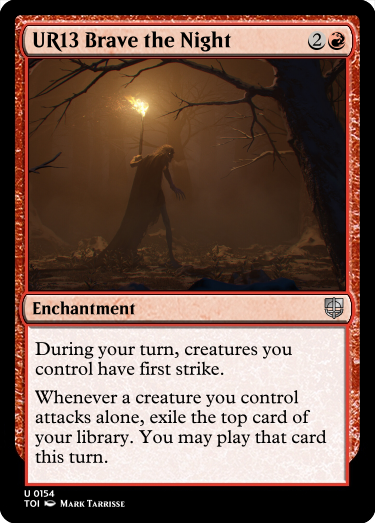 UR13 Brave the Night 2
Enchantment
During your turn, creatures you
control have first strike.
Whenever a creature you control
attacks alone, exile the top card of
your library. You may play that card
this turn.
U 0154
TOI Mark Tarrisse